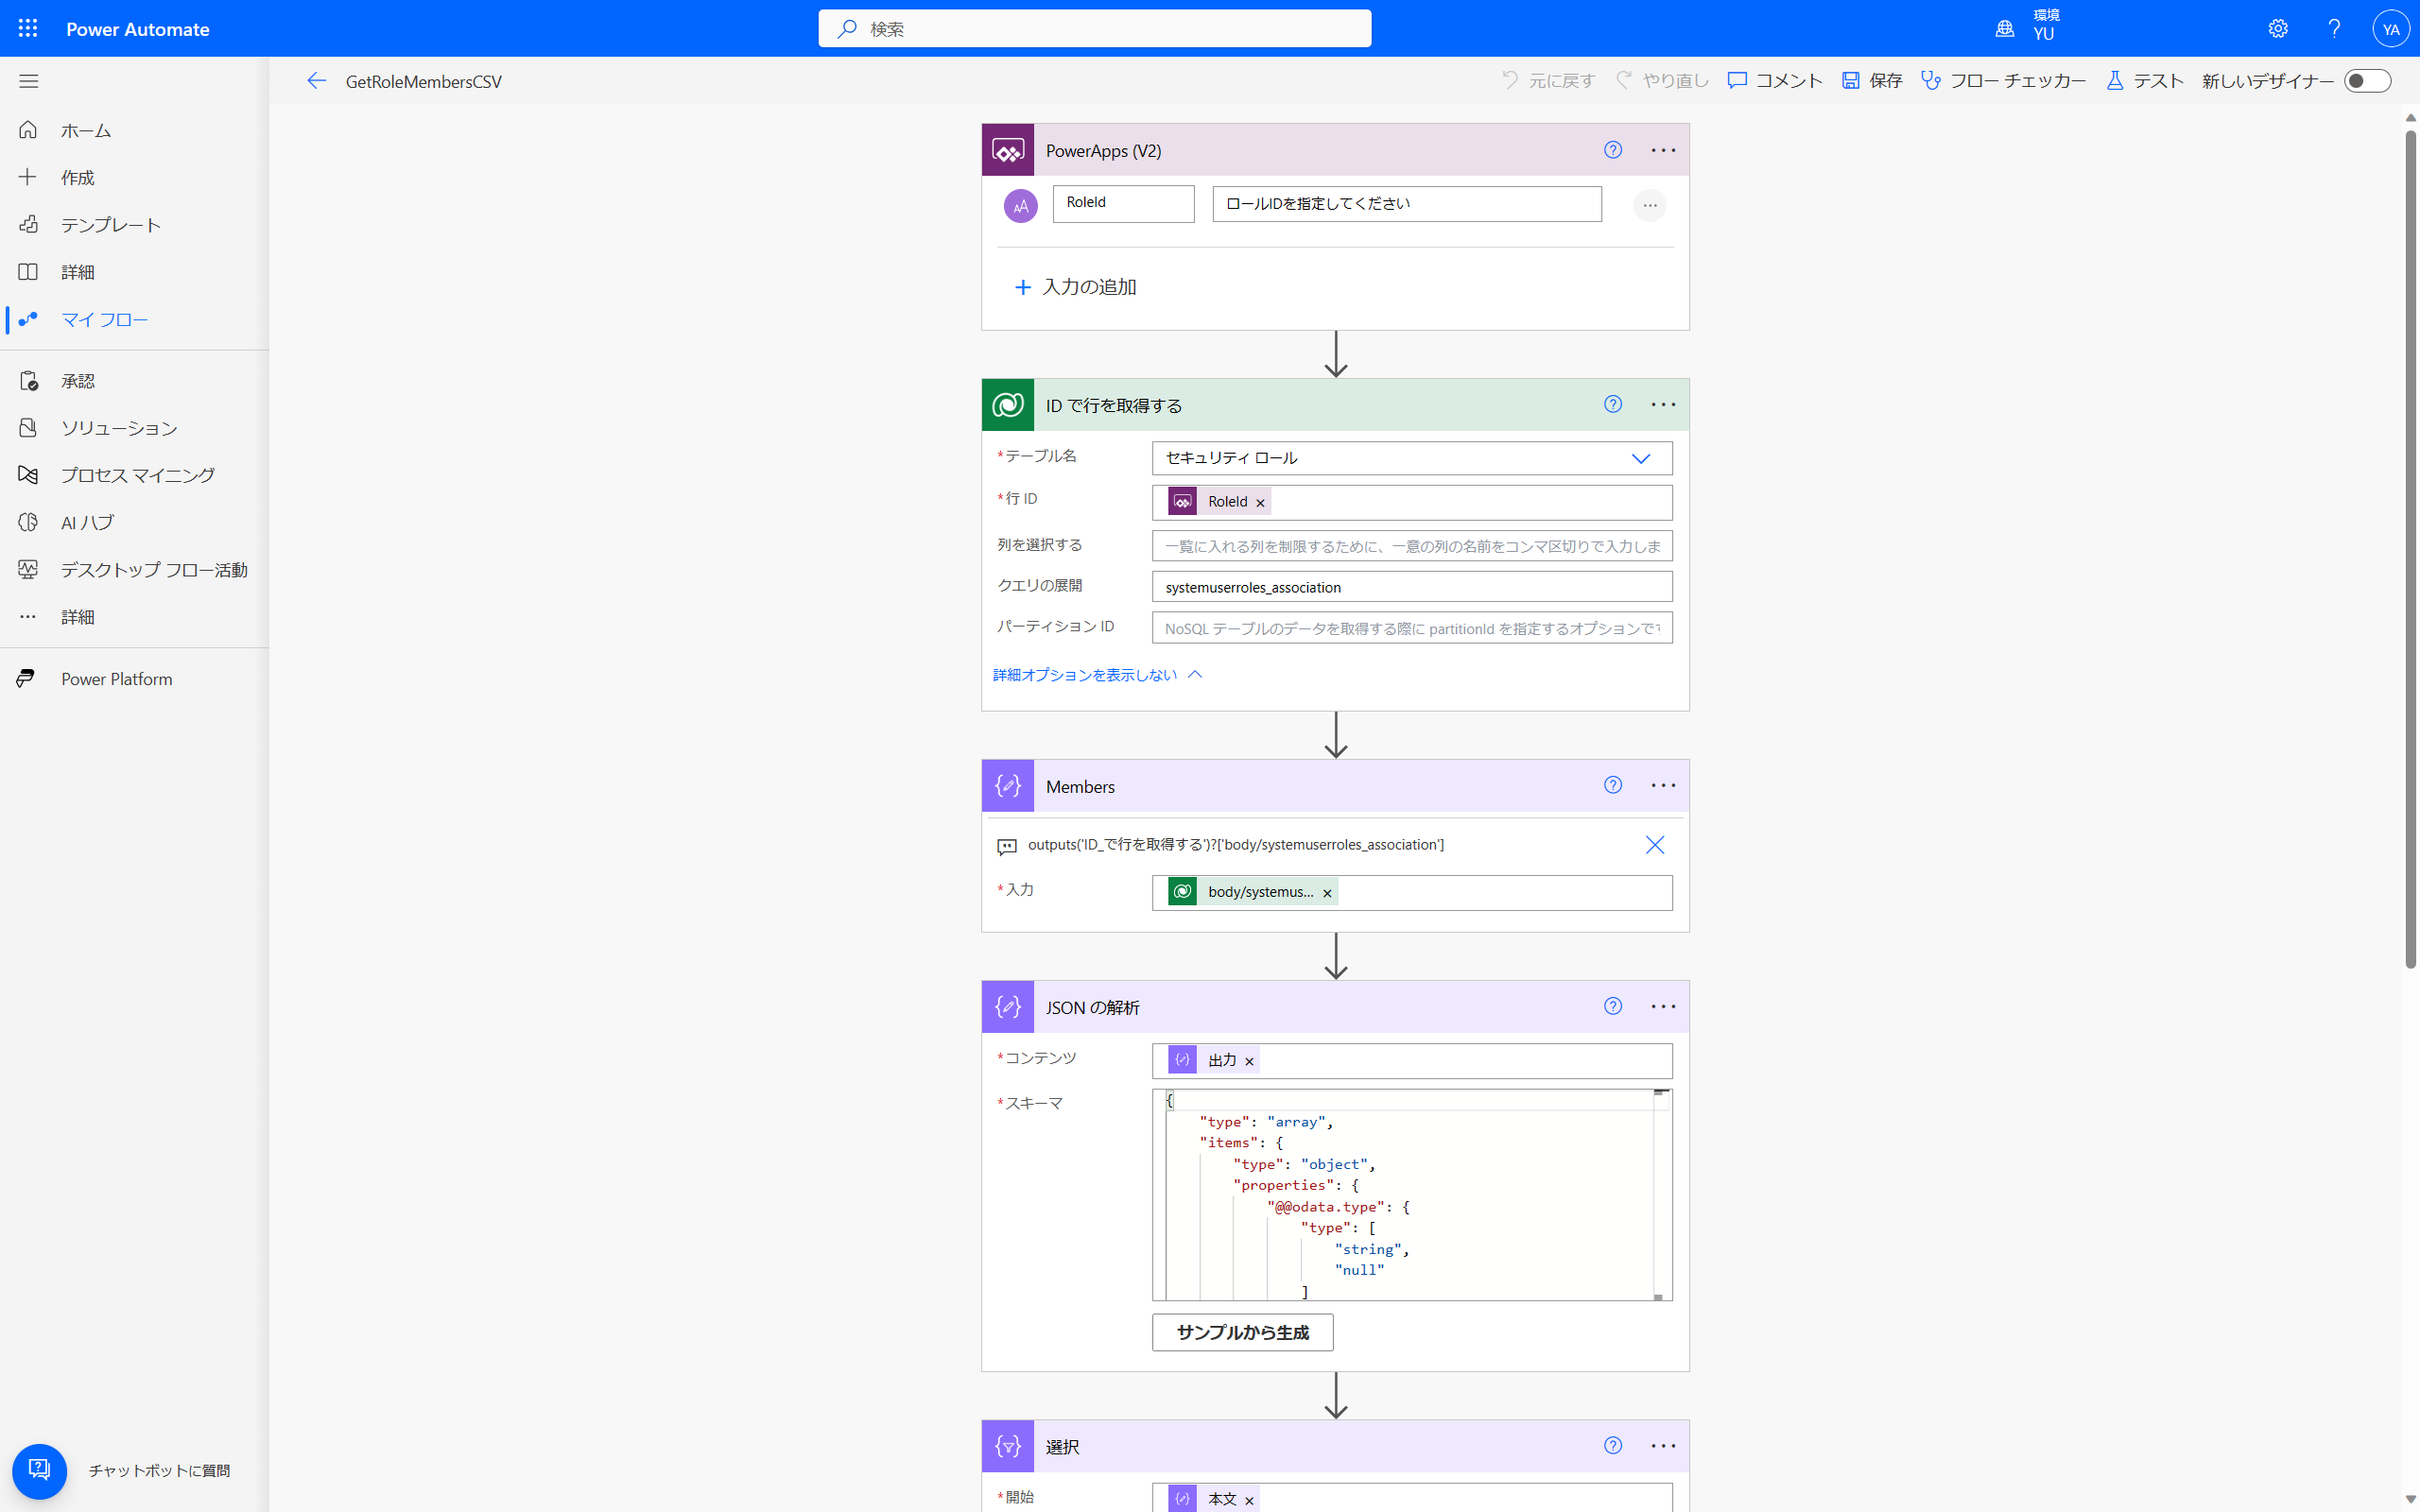 Power Automate
検索
環境
YU
YA
GetRoleMembersCSV
元に戻す
やり直し
コメント
保存
フロー チェッカー
テスト
新しいデザイナー
ホーム
作成
テンプレート
詳細
マイ フロー
承認
ソリューション
プロセス マイニング
AI ハブ
デスクトップ フロー活動
詳細
Power Platform
チャットボットに質問
PowerApps (V2)
RoleId
ロールIDを指定してください
入力の追加
ID で行を取得する
*テーブル名
セキュリティ ロール
*行 ID
RoleId
列を選択する
一覧に入れる列を制限するために、一意の列の名前をコンマ区切りで入力しま
クエリの展開
systemuserroles_association
パーティション ID
NoSQL テーブルのデータを取得する際に partitionId を指定するオプションです
詳細オプションを表示しない
Members
outputs('ID_で行を取得する')?['body/systemuserroles_association']
*入力
body/systemus...
JSON の解析
*コンテンツ
出力
*スキーマ
{
"type": "array",
"items": {
"type": "object",
"properties": {
"@@odata.type": {
"type": [
"string",
"null"
]
サンプルから生成
選択
*開始
本文